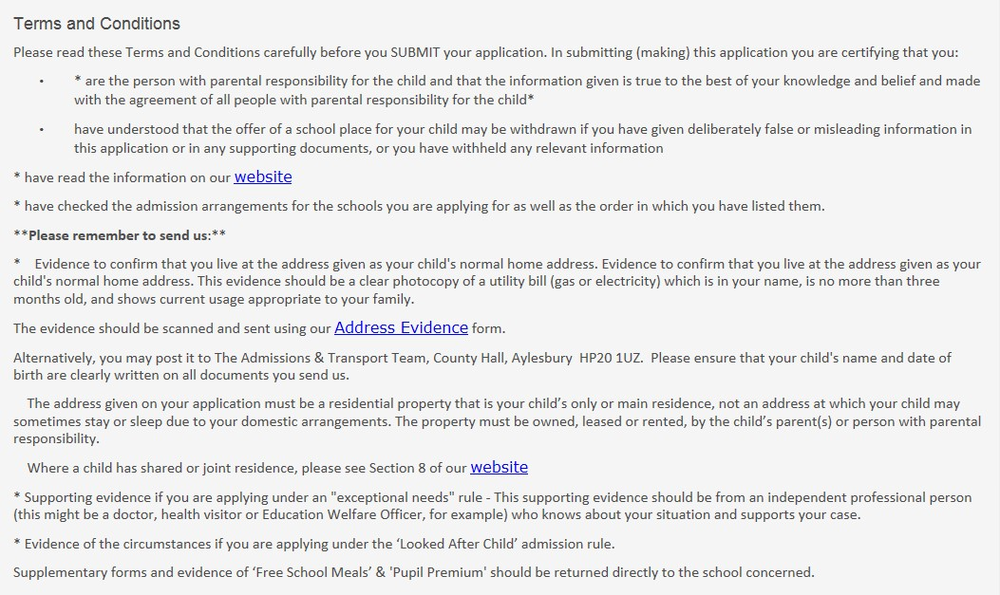 Terms and Conditions
Please read these Terms and Conditions carefully before you SUBMIT your application. In submitting (making) this application you are certifying that you:
• * are the person with parental responsibility for the child and that the information given is true to the best of your knowledge and belief and made
with the agreement of all people with parental responsibility for the child*
• have understood that the offer of a school place for your child may be withdrawn if you have given deliberately false or misleading information in
this application or in any supporting documents, or you have withheld any relevant information
* have read the information on our website
* have checked the admission arrangements for the schools you are applying for as well as the order in which you have listed them.
**Please remember to send us:**
* Evidence to confirm that you live at the address given as your child's normal home address. Evidence to confirm that you live at the address given as your
child's normal home address. This evidence should be a clear photocopy of a utility bill (gas or electricity) which is in your name, is no more than three
months old, and shows current usage appropriate to your family.
The evidence should be scanned and sent using our Address Evidence form.
Alternatively, you may post it to The Admissions & Transport Team, County Hall, Aylesbury HP20 1UZ. Please ensure that your child's name and date of
birth are clearly written on all documents you send us.
The address given on your application must be a residential property that is your child’s only or main residence, not an address at which your child may
sometimes stay or sleep due to your domestic arrangements. The property must be owned, leased or rented, by the child’s parent(s) or person with parental
responsibility.
Where a child has shared or joint residence, please see Section 8 of our website
* Supporting evidence if you are applying under an "exceptional needs" rule - This supporting evidence should be from an independent professional person
(this might be a doctor, health visitor or Education Welfare Officer, for example) who knows about your situation and supports your case.
* Evidence of the circumstances if you are applying under the ‘Looked After Child’ admission rule.
Supplementary forms and evidence of ‘Free School Meals’ & 'Pupil Premium' should be returned directly to the school concerned.